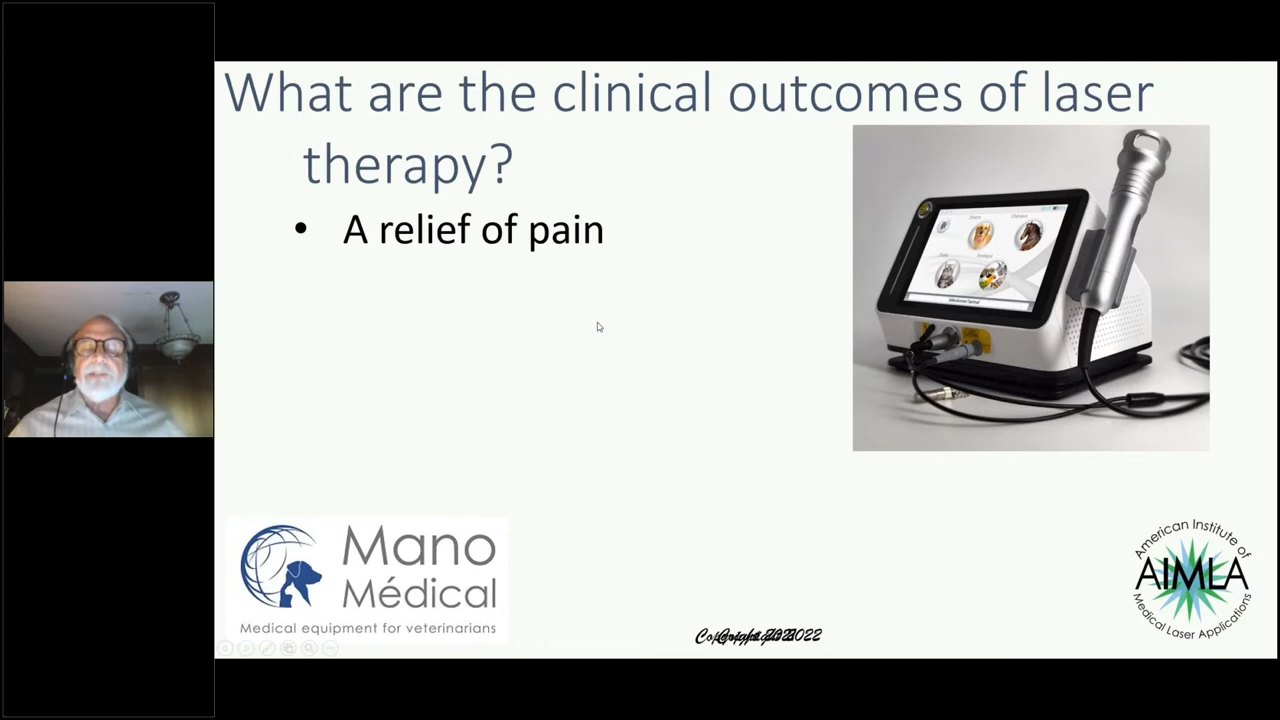 What are the clinical outcomes of laser
therapy?
• A relief of pain
Mano
Médical
Medical equipment for veterinarians
American Institute of
AIMLA
Medical Laser Applications